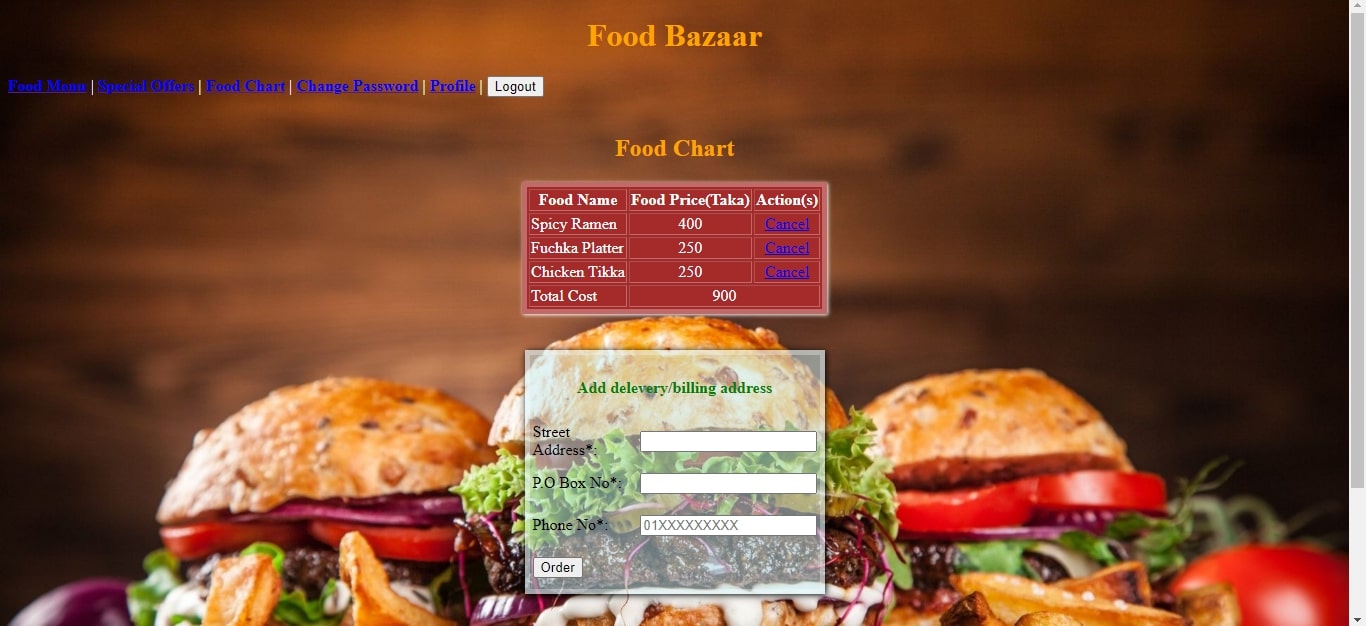 Food Bazaar
Food Menu | Special Offers | Food Chart | Change Password | Profile | Logout
Food Chart
Food Name Food Price(Taka) Action(s)
Spicy Ramen 400 Cancel
Fuchka Platter 250 Cancel
Chicken Tikka 250 Cancel
Total Cost 900
Add delevery/billing address
Street
Address*:
P.O Box No*:
Phone No*: 01XXXXXXXXX
Order